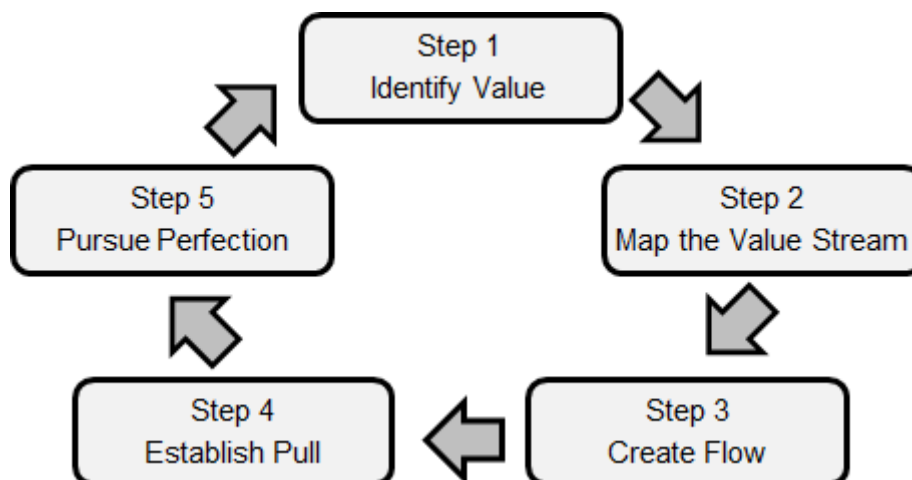 Step 1
Identify Value
Step 2
Map the Value Stream
Step 3
Create Flow
Step 4
Establish Pull
Step 5
Pursue Perfection